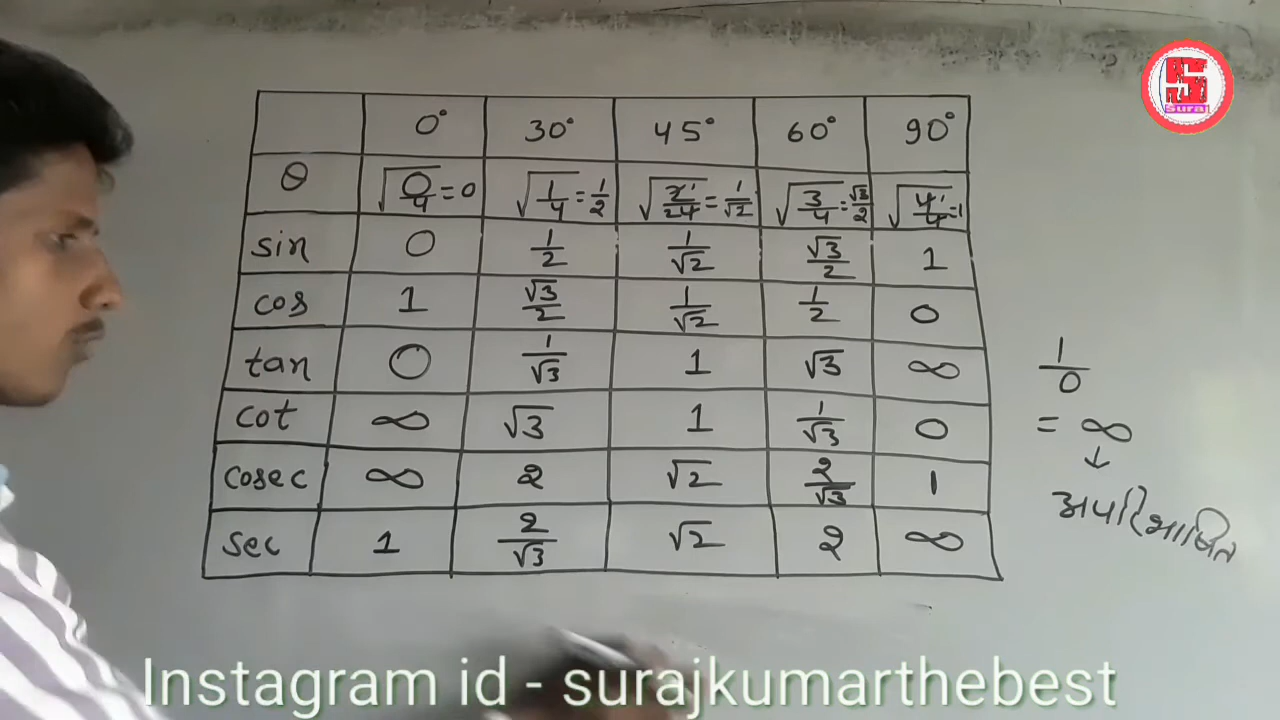 0° 30° 45° 60° 90°
θ √0/4=0 √1/4=1/2 √2/4=1/√2 √3/4=√3/2 √4/4=1
sin 0 1/2 1/√2 √3/2 1
cos 1 √3/2 1/√2 1/2 0
tan 0 1/√3 1 √3 ∞
cot ∞ √3 1 1/√3 0
cosec ∞ 2 √2 2/√3 1
sec 1 2/√3 √2 2 ∞
1/0
= ∞
↓
अपरिभाषित
S
Suraj
Instagram id - surajkumarthebest